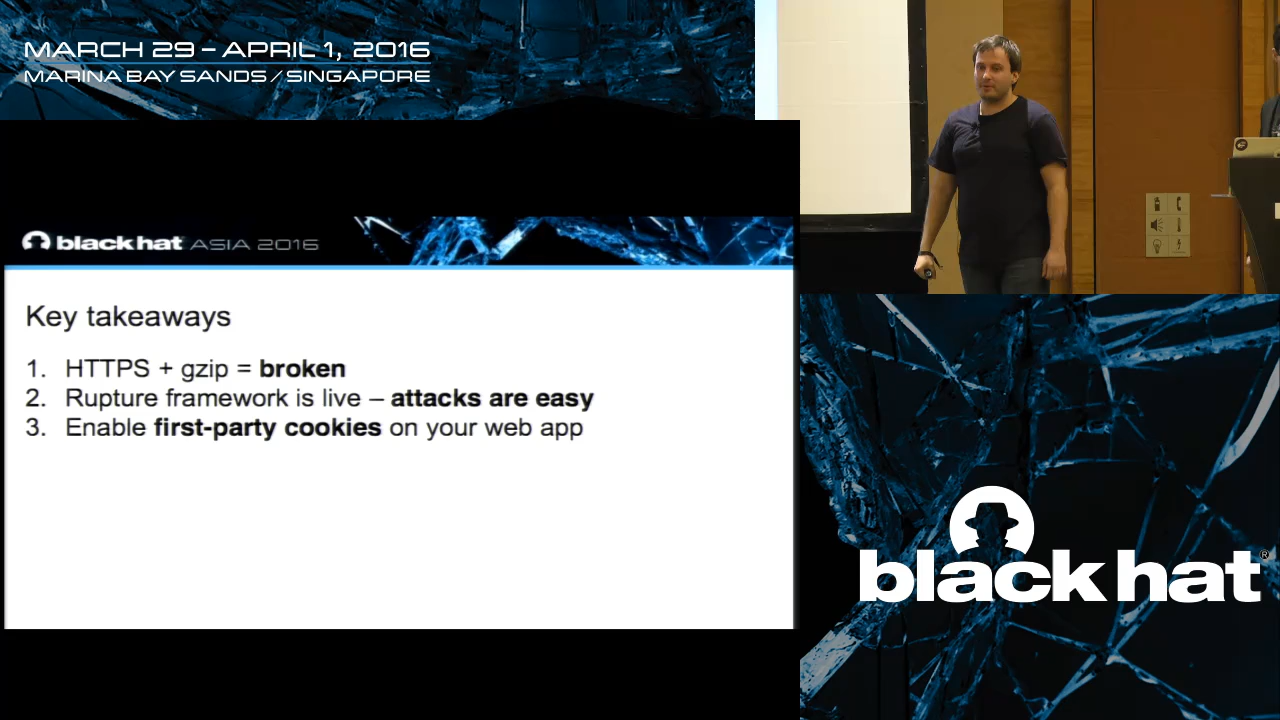 MARCH 29 - APRIL 1, 2016
MARINA BAY SANDS / SINGAPORE
black hat ASIA 2016
Key takeaways
1. HTTPS + gzip = broken
2. Rupture framework is live – attacks are easy
3. Enable first-party cookies on your web app
black hat®